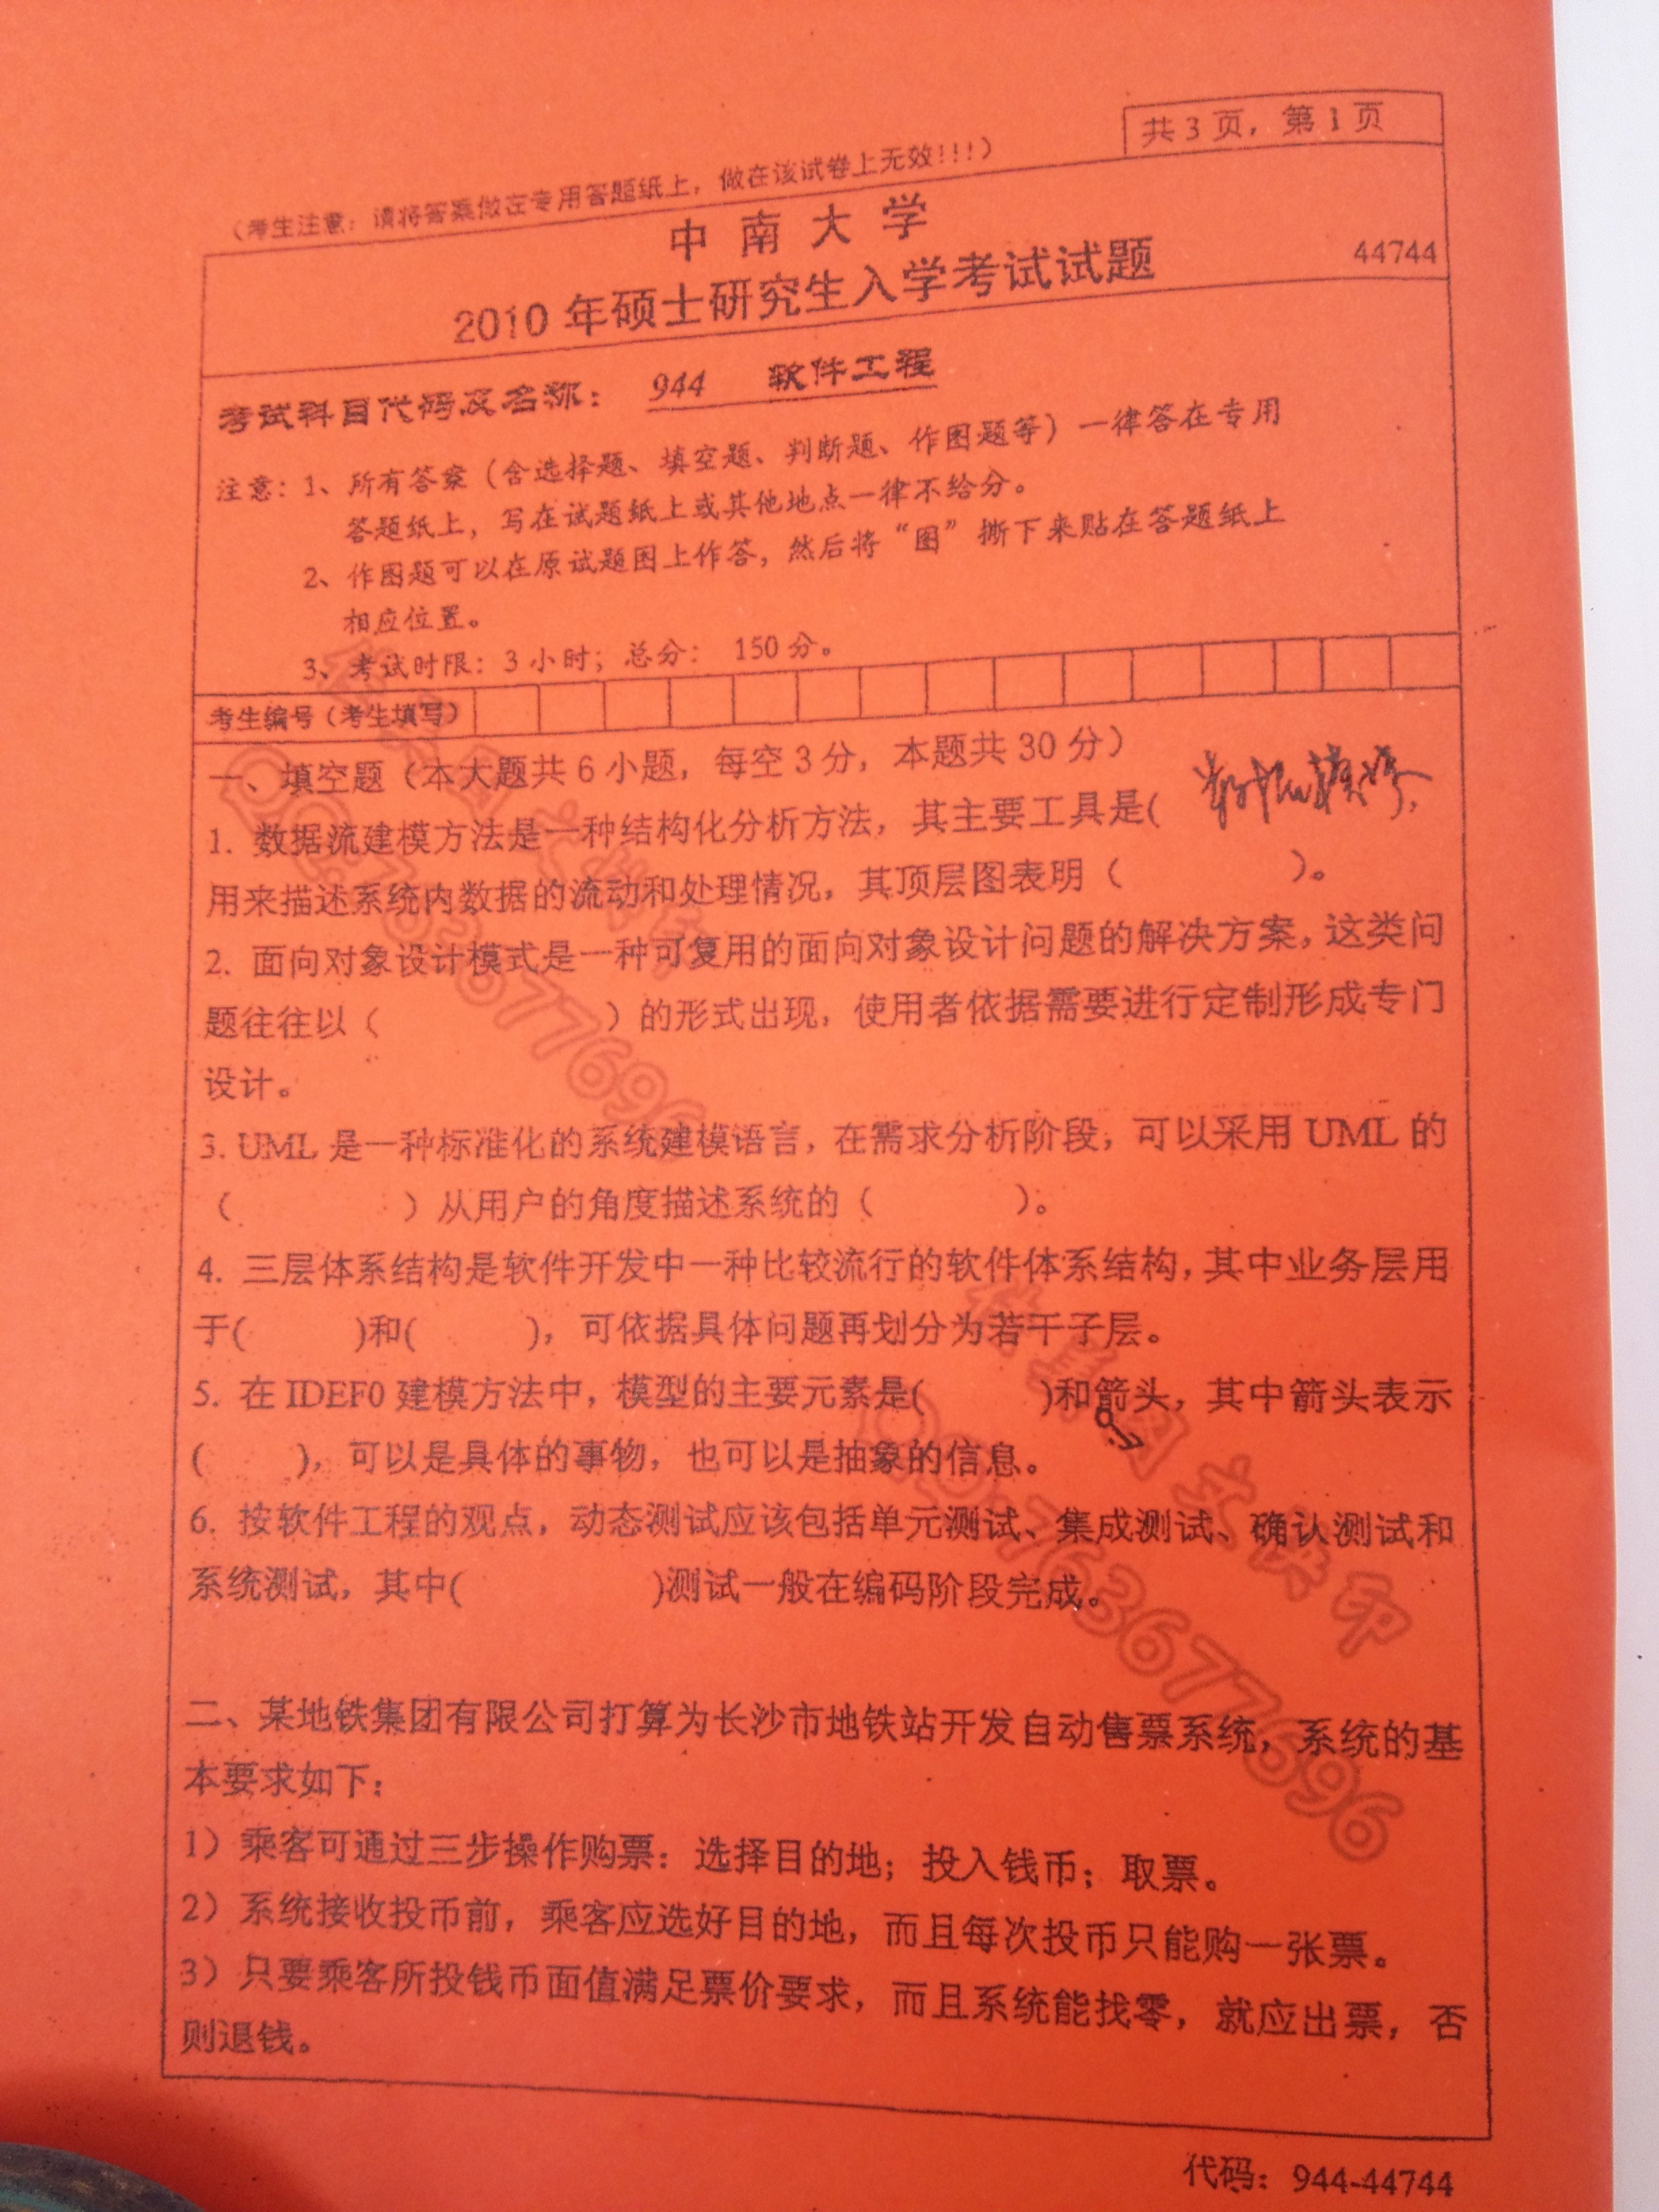 共 3 页，第 1 页
（考生注意：请将答案做在专用答题纸上，做在该试卷上无效!!!）
中 南 大 学
2010 年硕士研究生入学考试试题
44744
考试科目代码及名称： 944 软件工程
注意：1、所有答案（含选择题、填空题、判断题、作图题等）一律答在专用
答题纸上，写在试题纸上或其他地点一律不给分。
2、作图题可以在原试题图上作答，然后将“图”撕下来贴在答题纸上
相应位置。
3、考试时限：3 小时；总分： 150 分。
考生编号（考生填写）
一、填空题（本大题共 6 小题，每空 3 分，本题共 30 分）
1. 数据流建模方法是一种结构化分析方法，其主要工具是(
用来描述系统内数据的流动和处理情况，其顶层图表明（ ）。
2. 面向对象设计模式是一种可复用的面向对象设计问题的解决方案，这类问
题往往以（ ）的形式出现，使用者依据需要进行定制形成专门
设计。
3. UML 是一种标准化的系统建模语言，在需求分析阶段，可以采用 UML 的
（ ）从用户的角度描述系统的（ ）。
4. 三层体系结构是软件开发中一种比较流行的软件体系结构，其中业务层用
于( )和( )，可依据具体问题再划分为若干子层。
5. 在 IDEF0 建模方法中，模型的主要元素是( )和箭头，其中箭头表示
( )，可以是具体的事物，也可以是抽象的信息。
6. 按软件工程的观点，动态测试应该包括单元测试、集成测试、确认测试和
系统测试，其中( )测试一般在编码阶段完成。
二、某地铁集团有限公司打算为长沙市地铁站开发自动售票系统，系统的基
本要求如下：
1）乘客可通过三步操作购票：选择目的地；投入钱币；取票。
2）系统接收投币前，乘客应选好目的地，而且每次投币只能购一张票。
3）只要乘客所投钱币面值满足票价要求，而且系统能找零，就应出票，否
则退钱。
代码：944-44744
QQ:763677696
QQ:763677696